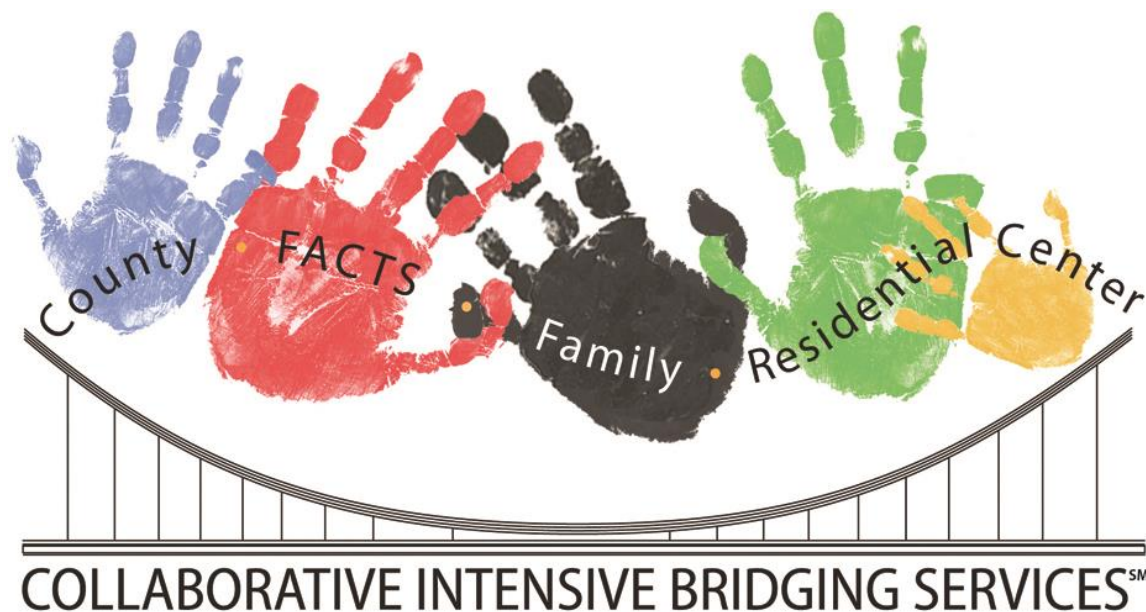 County • FACTS • Family • Residential Center
COLLABORATIVE INTENSIVE BRIDGING SERVICES℠